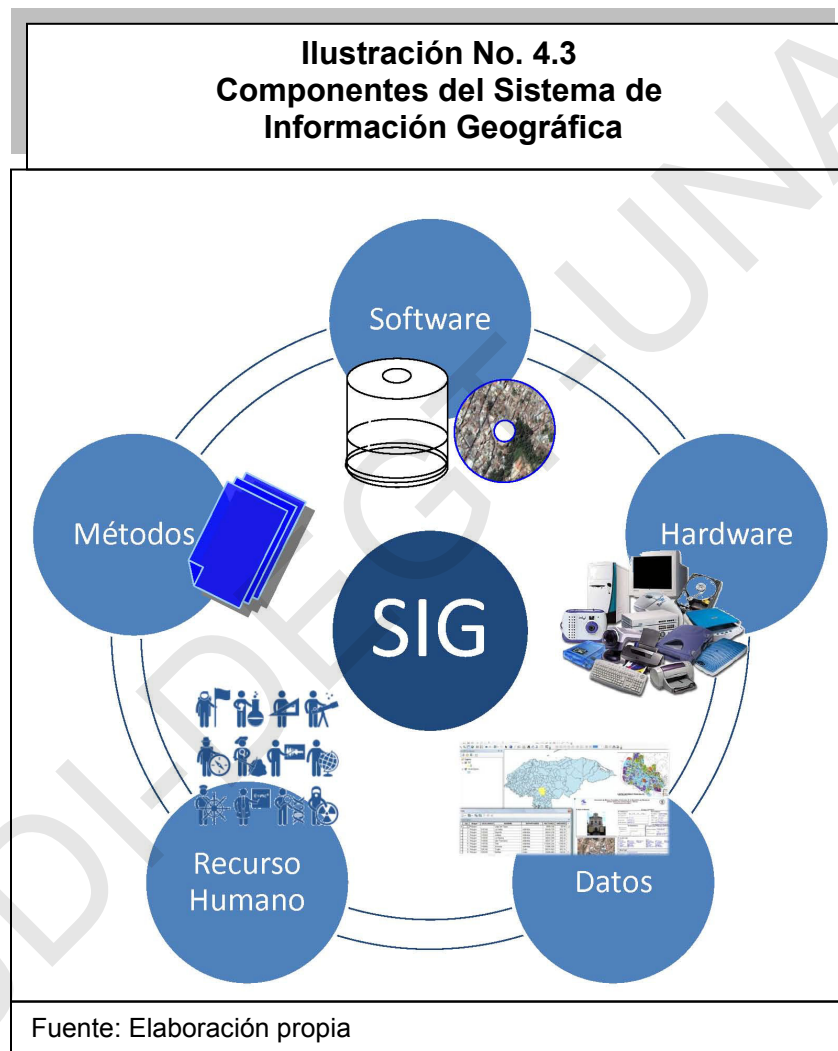 Ilustración No. 4.3
Componentes del Sistema de
Información Geográfica
Software
Métodos
Hardware
SIG
Recurso
Humano
Datos
Fuente: Elaboración propia